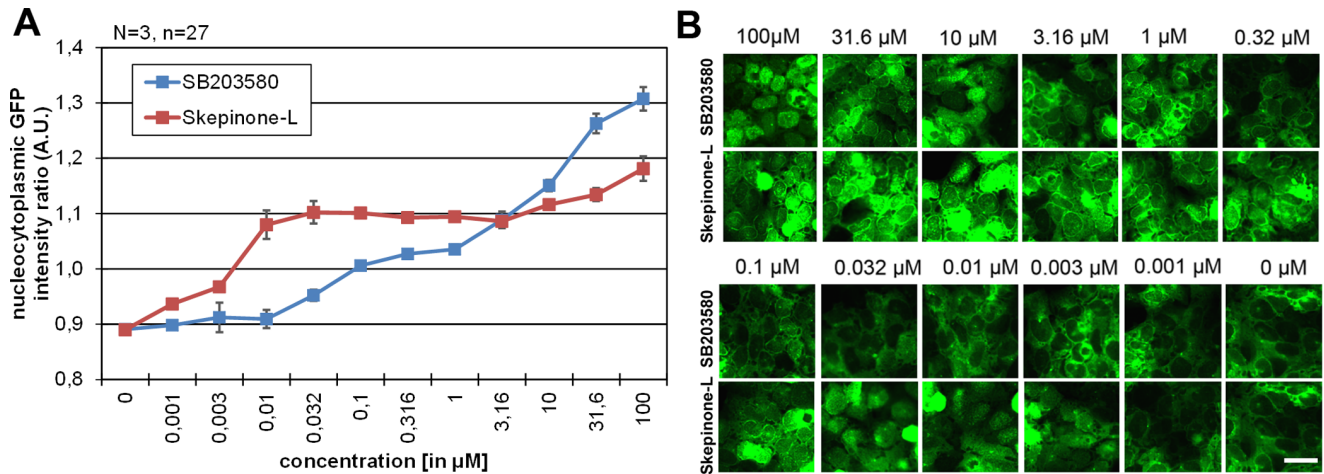 A
N=3, n=27
1,4
1,3
1,2
1,1
1,0
0,9
0,8
SB203580
Skepinone-L
nucleocytoplasmic GFP
intensity ratio (A.U.)
0
0,001
0,003
0,01
0,032
0,1
0,316
1
3,16
10
31,6
100
concentration [in µM]
B
100µM 31.6 µM 10 µM 3.16 µM 1 µM 0.32 µM
SB203580
Skepinone-L
0.1 µM 0.032 µM 0.01 µM 0.003 µM 0.001 µM 0 µM
SB203580
Skepinone-L